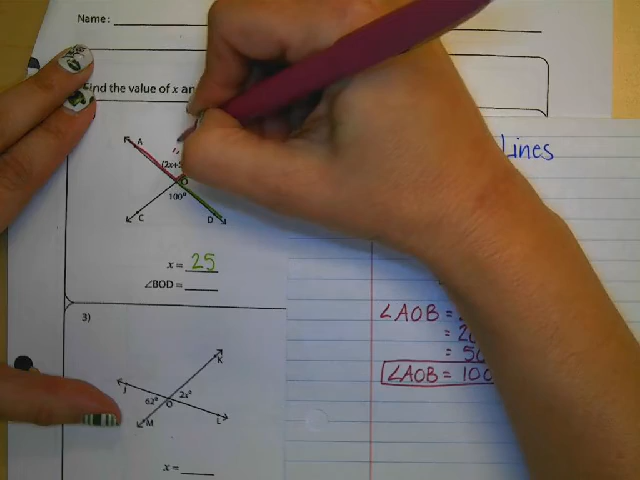 Name:
Find the value of x an
Lines
A
(2x+5
O
100°
C
D
x = 25
∠BOD =
∠AOB =
= 2
= 50
∠AOB = 100
3)
K
J
62°
2x°
O
M
L
x =